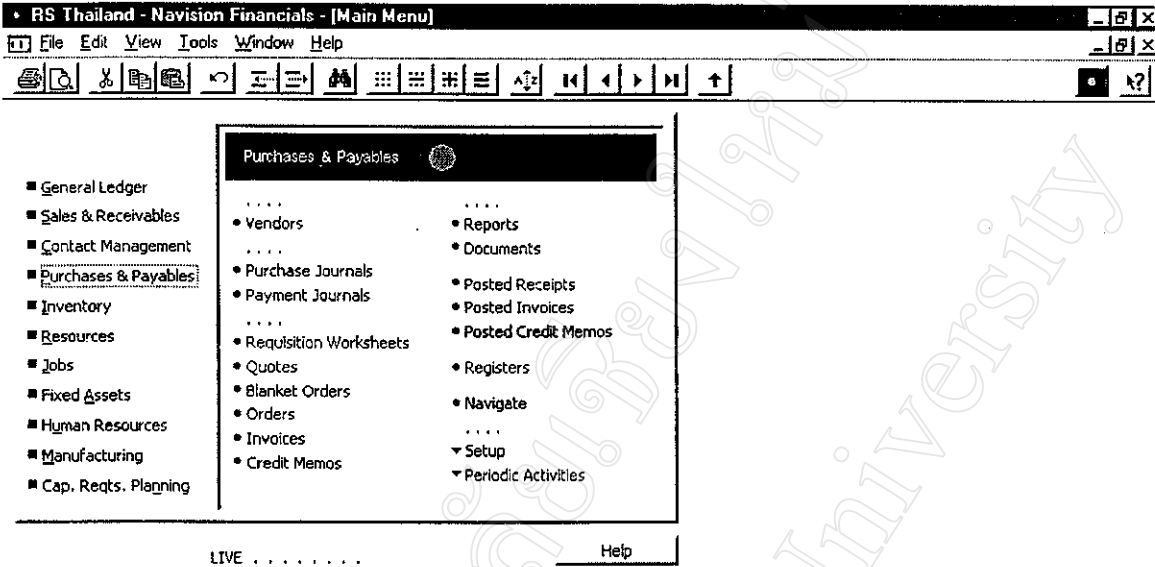 RS Thailand - Navision Financials - [Main Menu]
File Edit View Tools Window Help
General Ledger
Sales & Receivables
Contact Management
Purchases & Payables
Inventory
Resources
Jobs
Fixed Assets
Human Resources
Manufacturing
Cap. Reqts. Planning
Purchases & Payables
. . . .
Vendors
. . . .
Purchase Journals
Payment Journals
. . . .
Requisition Worksheets
Quotes
Blanket Orders
Orders
Invoices
Credit Memos
. . . .
Reports
Documents
Posted Receipts
Posted Invoices
Posted Credit Memos
Registers
Navigate
. . . .
Setup
Periodic Activities
LIVE . . . . . . . .
Help
University